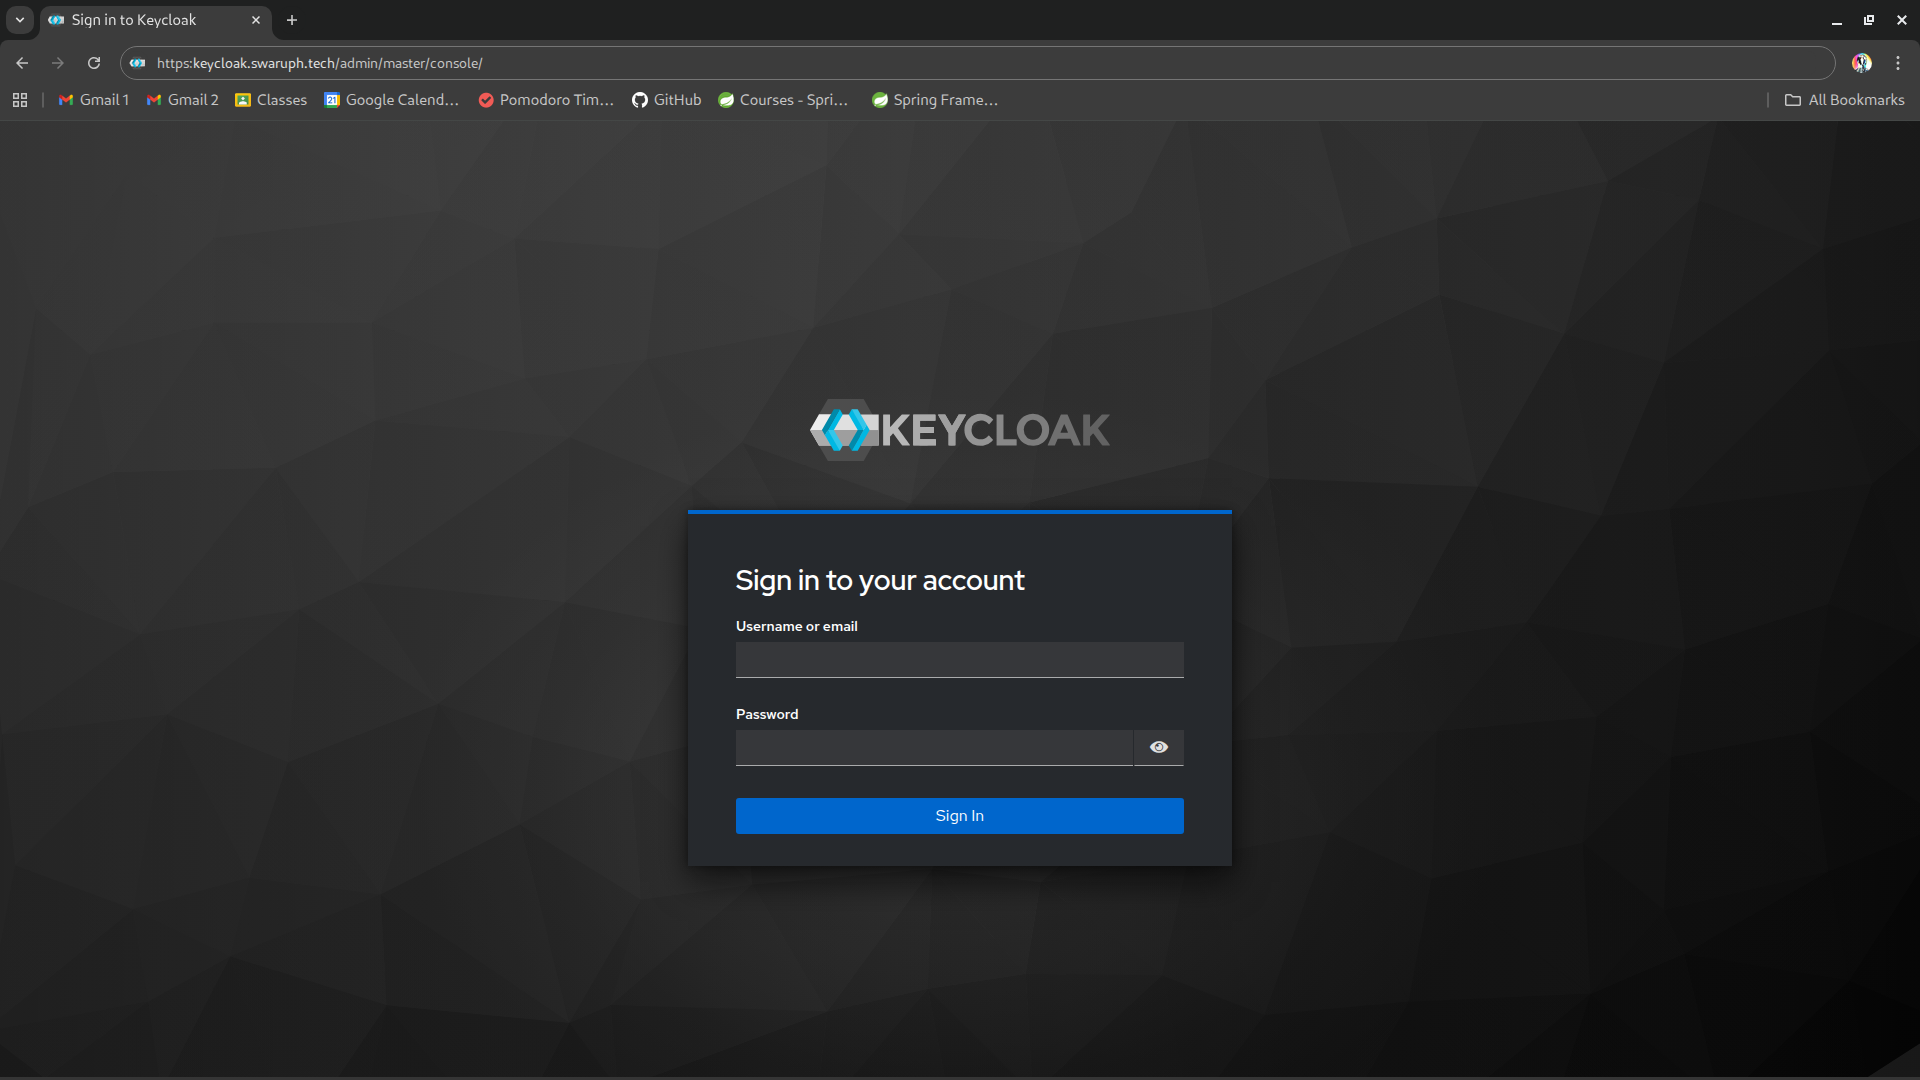 Sign in to Keycloak
https:keycloak.swaruph.tech/admin/master/console/
Gmail 1
Gmail 2
Classes
21
Google Calend...
Pomodoro Tim...
GitHub
Courses - Spri...
Spring Frame...
All Bookmarks
KEYCLOAK
Sign in to your account
Username or email
Password
Sign In